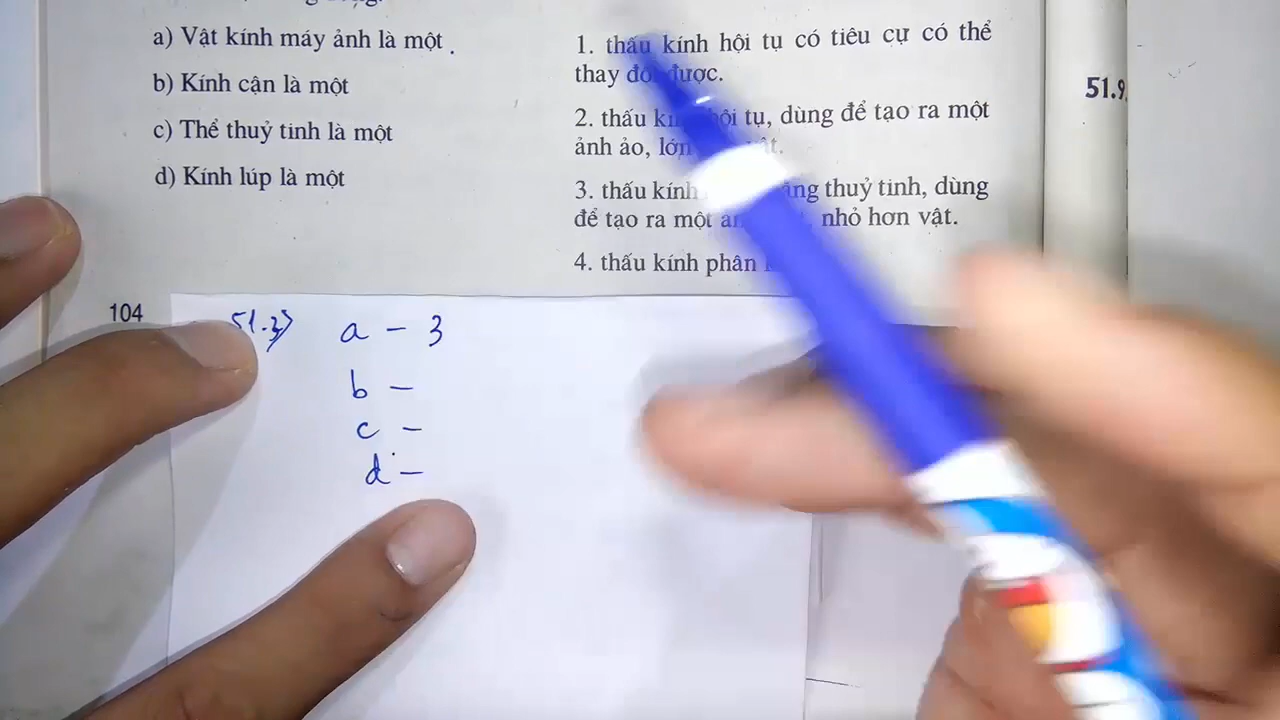 a) Vật kính máy ảnh là một .
b) Kính cận là một
c) Thể thuỷ tinh là một
d) Kính lúp là một
1. thấu kính hội tụ có tiêu cự có thể
thay đổi được.
2. thấu kính hội tụ, dùng để tạo ra một
ảnh ảo, lớn vật.
3. thấu kính thuỷ tinh, dùng
để tạo ra một nhỏ hơn vật.
4. thấu kính phân
51.9
104
51.3)
a - 3
b -
c -
d -